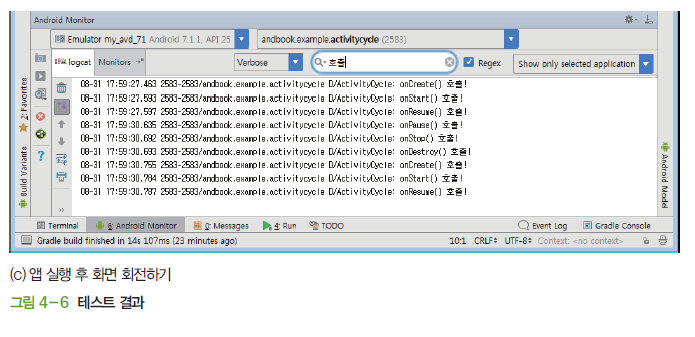 Android Monitor
Emulator my_avd_71 Android 7.1.1, API 25
andbook.example.activitycycle (2583)
logcat
Monitors
Verbose
호출
Regex
Show only selected application
08-31 17:59:27.463 2583-2583/andbook.example.activitycycle D/ActivityCycle: onCreate() 호출!
08-31 17:59:27.593 2583-2583/andbook.example.activitycycle D/ActivityCycle: onStart() 호출!
08-31 17:59:27.597 2583-2583/andbook.example.activitycycle D/ActivityCycle: onResume() 호출!
08-31 17:59:30.635 2583-2583/andbook.example.activitycycle D/ActivityCycle: onPause() 호출!
08-31 17:59:30.692 2583-2583/andbook.example.activitycycle D/ActivityCycle: onStop() 호출!
08-31 17:59:30.693 2583-2583/andbook.example.activitycycle D/ActivityCycle: onDestroy() 호출!
08-31 17:59:30.755 2583-2583/andbook.example.activitycycle D/ActivityCycle: onCreate() 호출!
08-31 17:59:30.784 2583-2583/andbook.example.activitycycle D/ActivityCycle: onStart() 호출!
08-31 17:59:30.787 2583-2583/andbook.example.activitycycle D/ActivityCycle: onResume() 호출!
2: Favorites
Build Variants
Android Model
Terminal
6: Android Monitor
0: Messages
4: Run
TODO
Event Log
Gradle Console
Gradle build finished in 14s 107ms (23 minutes ago)
10:1 CRLF UTF-8 Context: <no context>
(c) 앱 실행 후 화면 회전하기
그림 4-6 테스트 결과